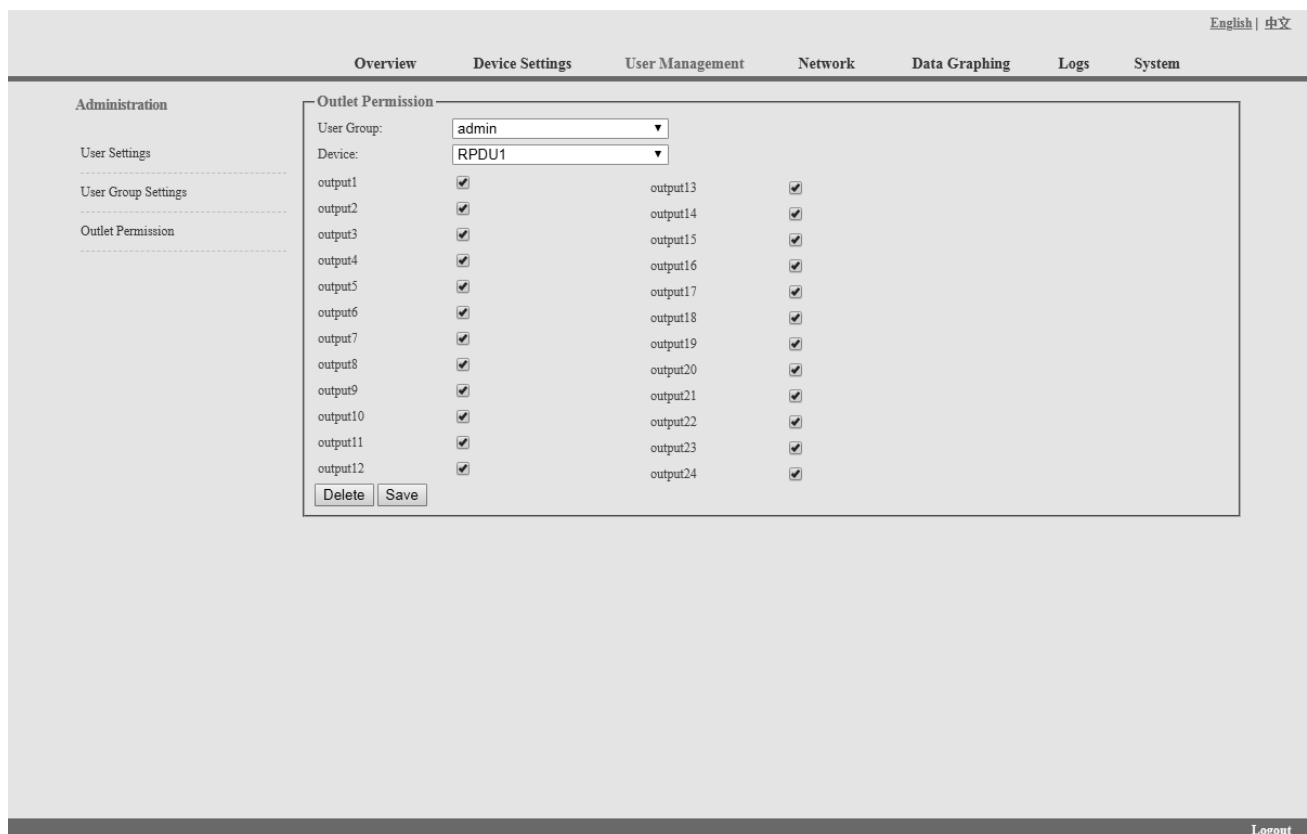 English | 中文
Overview Device Settings User Management Network Data Graphing Logs System
Administration
User Settings
User Group Settings
Outlet Permission
Outlet Permission
User Group: admin
Device: RPDU1
output1 output13
output2 output14
output3 output15
output4 output16
output5 output17
output6 output18
output7 output19
output8 output20
output9 output21
output10 output22
output11 output23
output12 output24
Delete Save
Logout